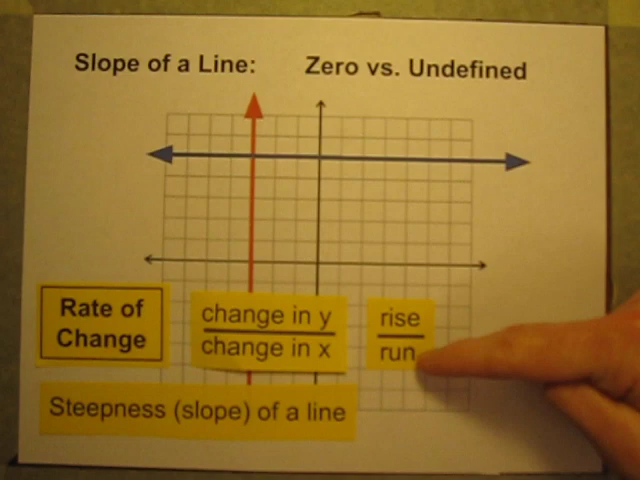 Slope of a Line: Zero vs. Undefined
Rate of
Change
change in y
change in x
rise
run
Steepness (slope) of a line